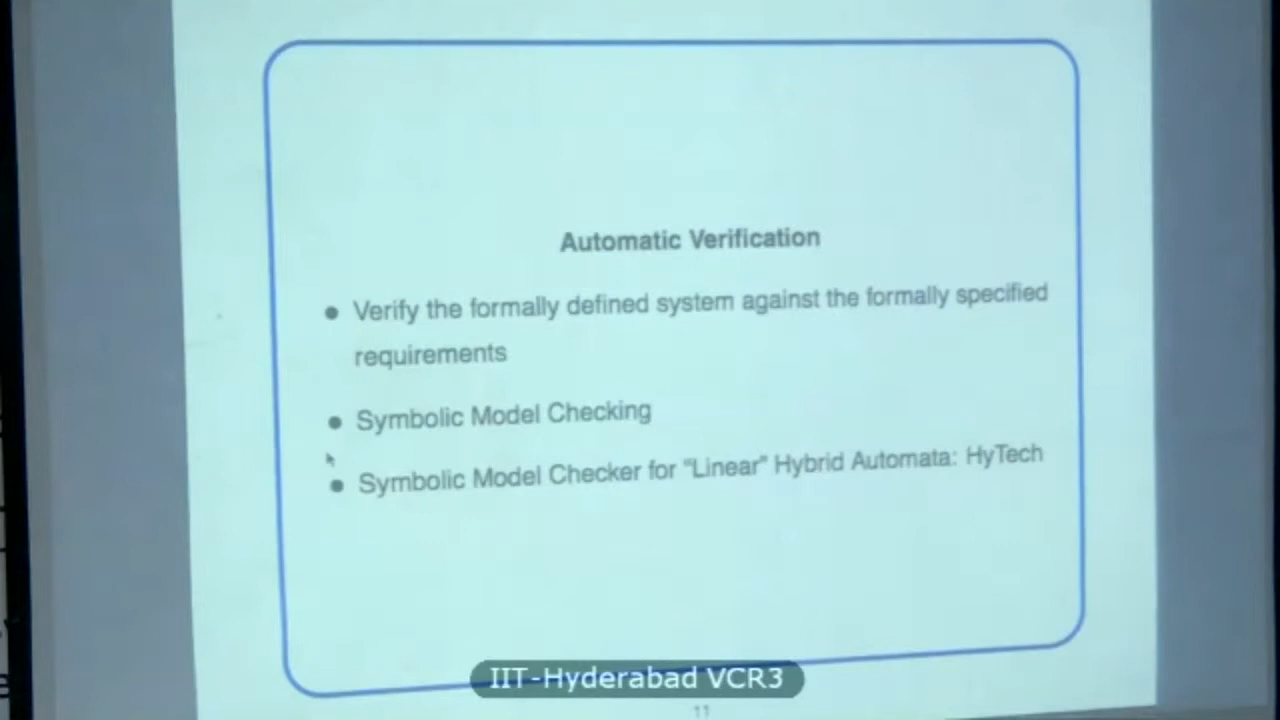 Automatic Verification
● Verify the formally defined system against the formally specified
requirements
● Symbolic Model Checking
● Symbolic Model Checker for "Linear" Hybrid Automata: HyTech
IIT-Hyderabad VCR3
11